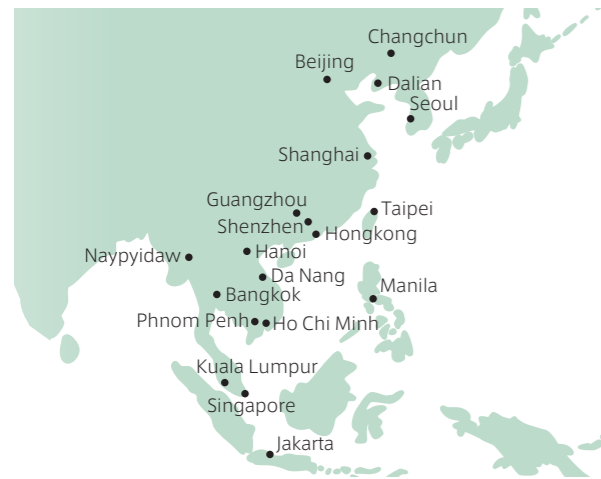 Changchun
Beijing
Dalian
Seoul
Shanghai
Guangzhou
Taipei
Shenzhen
Hongkong
Naypyidaw
Hanoi
Da Nang
Bangkok
Manila
Phnom Penh
Ho Chi Minh
Kuala Lumpur
Singapore
Jakarta